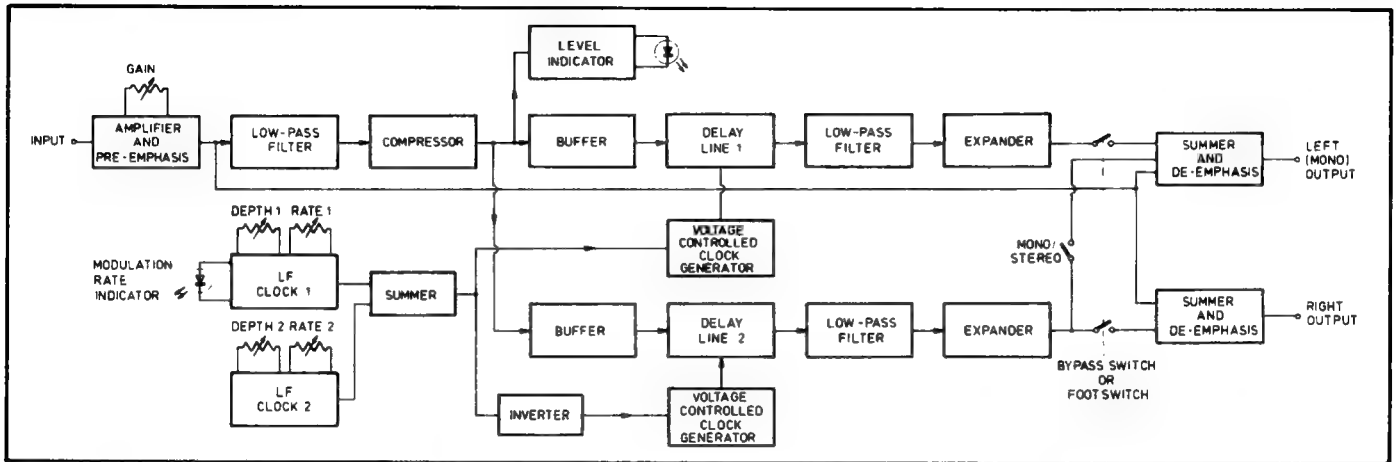 LEVEL
INDICATOR
GAIN
INPUT
AMPLIFIER
AND
PRE-EMPHASIS
LOW-PASS
FILTER
COMPRESSOR
BUFFER
DELAY
LINE 1
LOW-PASS
FILTER
EXPANDER
SUMMER
AND
DE-EMPHASIS
LEFT
(MONO)
OUTPUT
DEPTH 1
RATE 1
MODULATION
RATE
INDICATOR
LF
CLOCK 1
SUMMER
VOLTAGE
CONTROLLED
CLOCK
GENERATOR
MONO/
STEREO
DEPTH 2
RATE 2
LF
CLOCK 2
BUFFER
DELAY
LINE 2
LOW-PASS
FILTER
EXPANDER
SUMMER
AND
DE-EMPHASIS
RIGHT
OUTPUT
BYPASS SWITCH
OR
FOOTSWITCH
INVERTER
VOLTAGE
CONTROLLED
CLOCK
GENERATOR